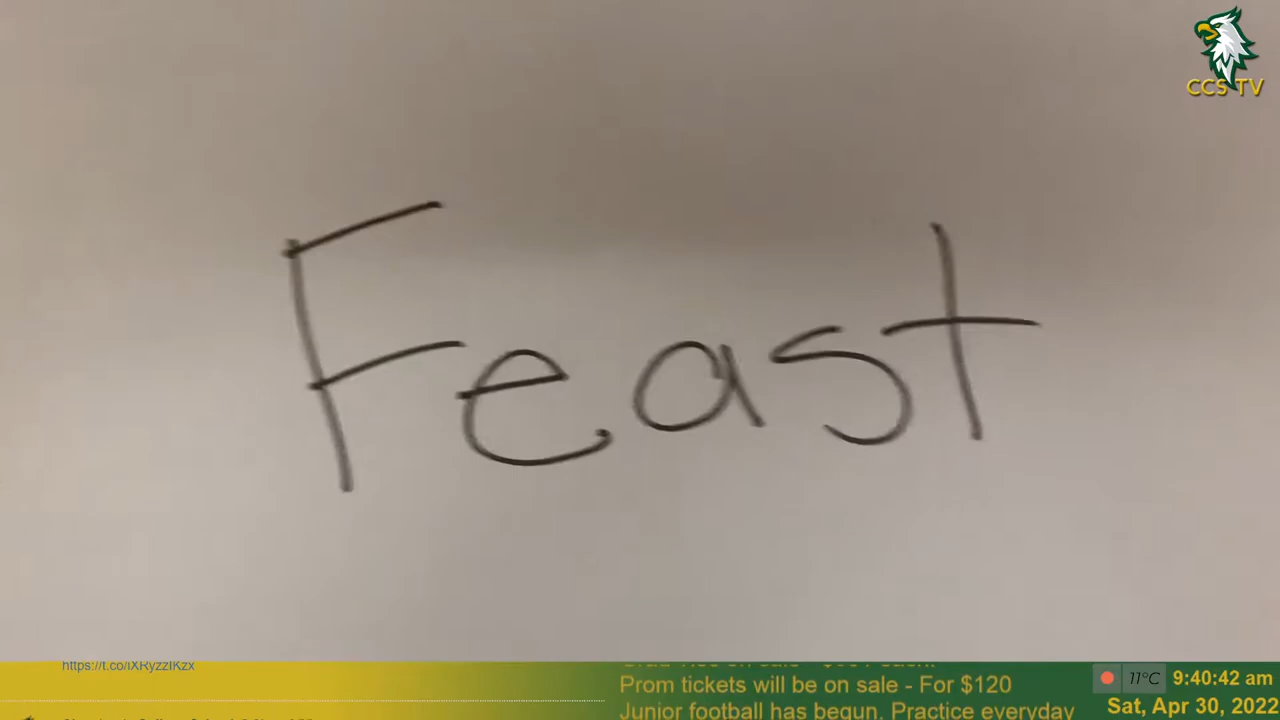 CCS TV
Feast
https://t.co/iXRyzzIKzx
Prom tickets will be on sale - For $120
Junior football has begun. Practice everyday
11°C
9:40:42 am
Sat, Apr 30, 2022